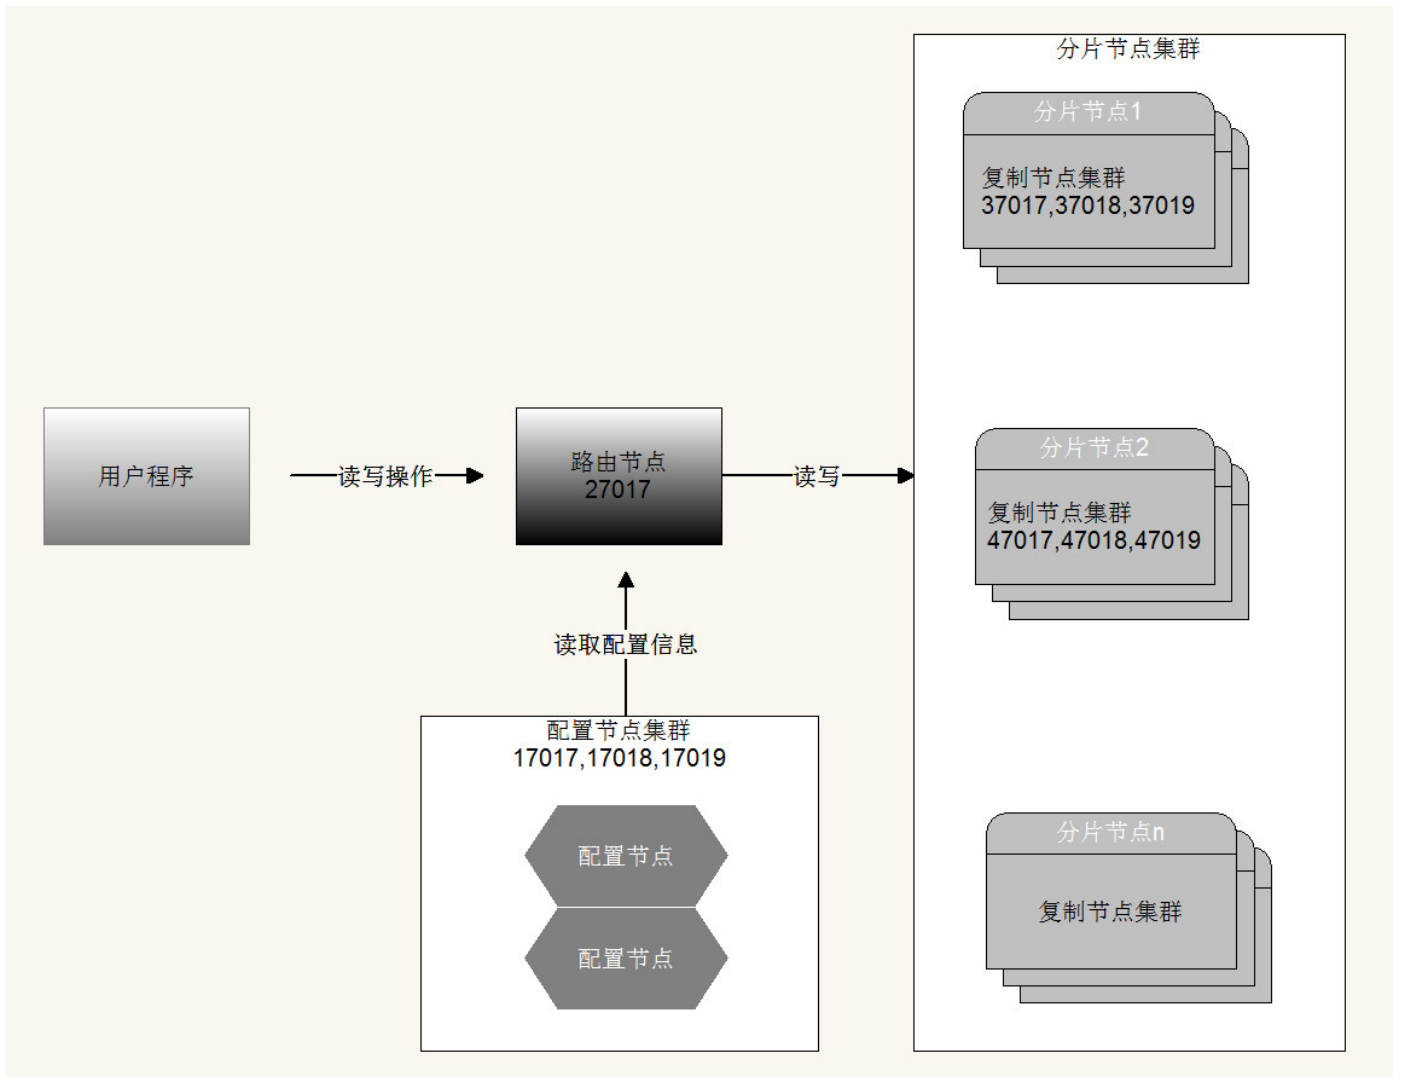 分片节点集群
分片节点1
复制节点集群
37017,37018,37019
用户程序
读写操作
路由节点
27017
读写
分片节点2
复制节点集群
47017,47018,47019
读取配置信息
配置节点集群
17017,17018,17019
配置节点
配置节点
分片节点n
复制节点集群